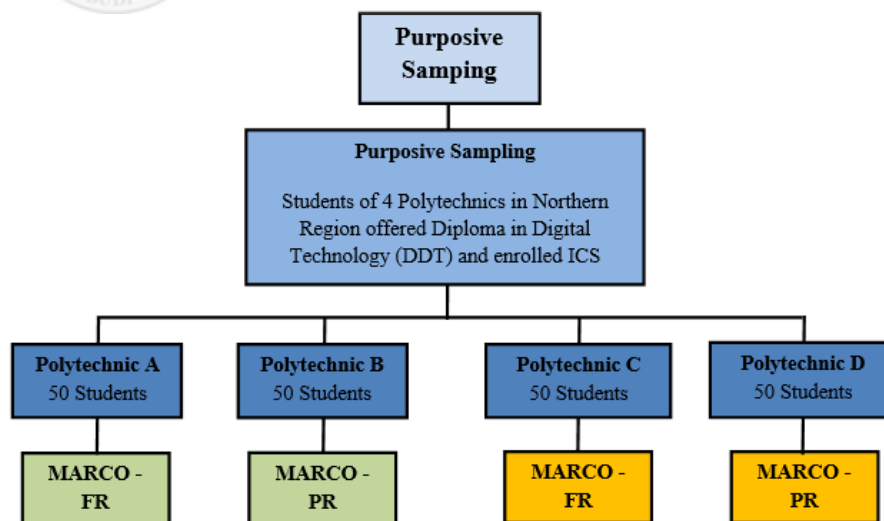 Purposive
Samping
Purposive Sampling
Students of 4 Polytechnics in Northern
Region offered Diploma in Digital
Technology (DDT) and enrolled ICS
Polytechnic A
50 Students
Polytechnic B
50 Students
Polytechnic C
50 Students
Polytechnic D
50 Students
MARCO -
FR
MARCO -
PR
MARCO -
FR
MARCO -
PR